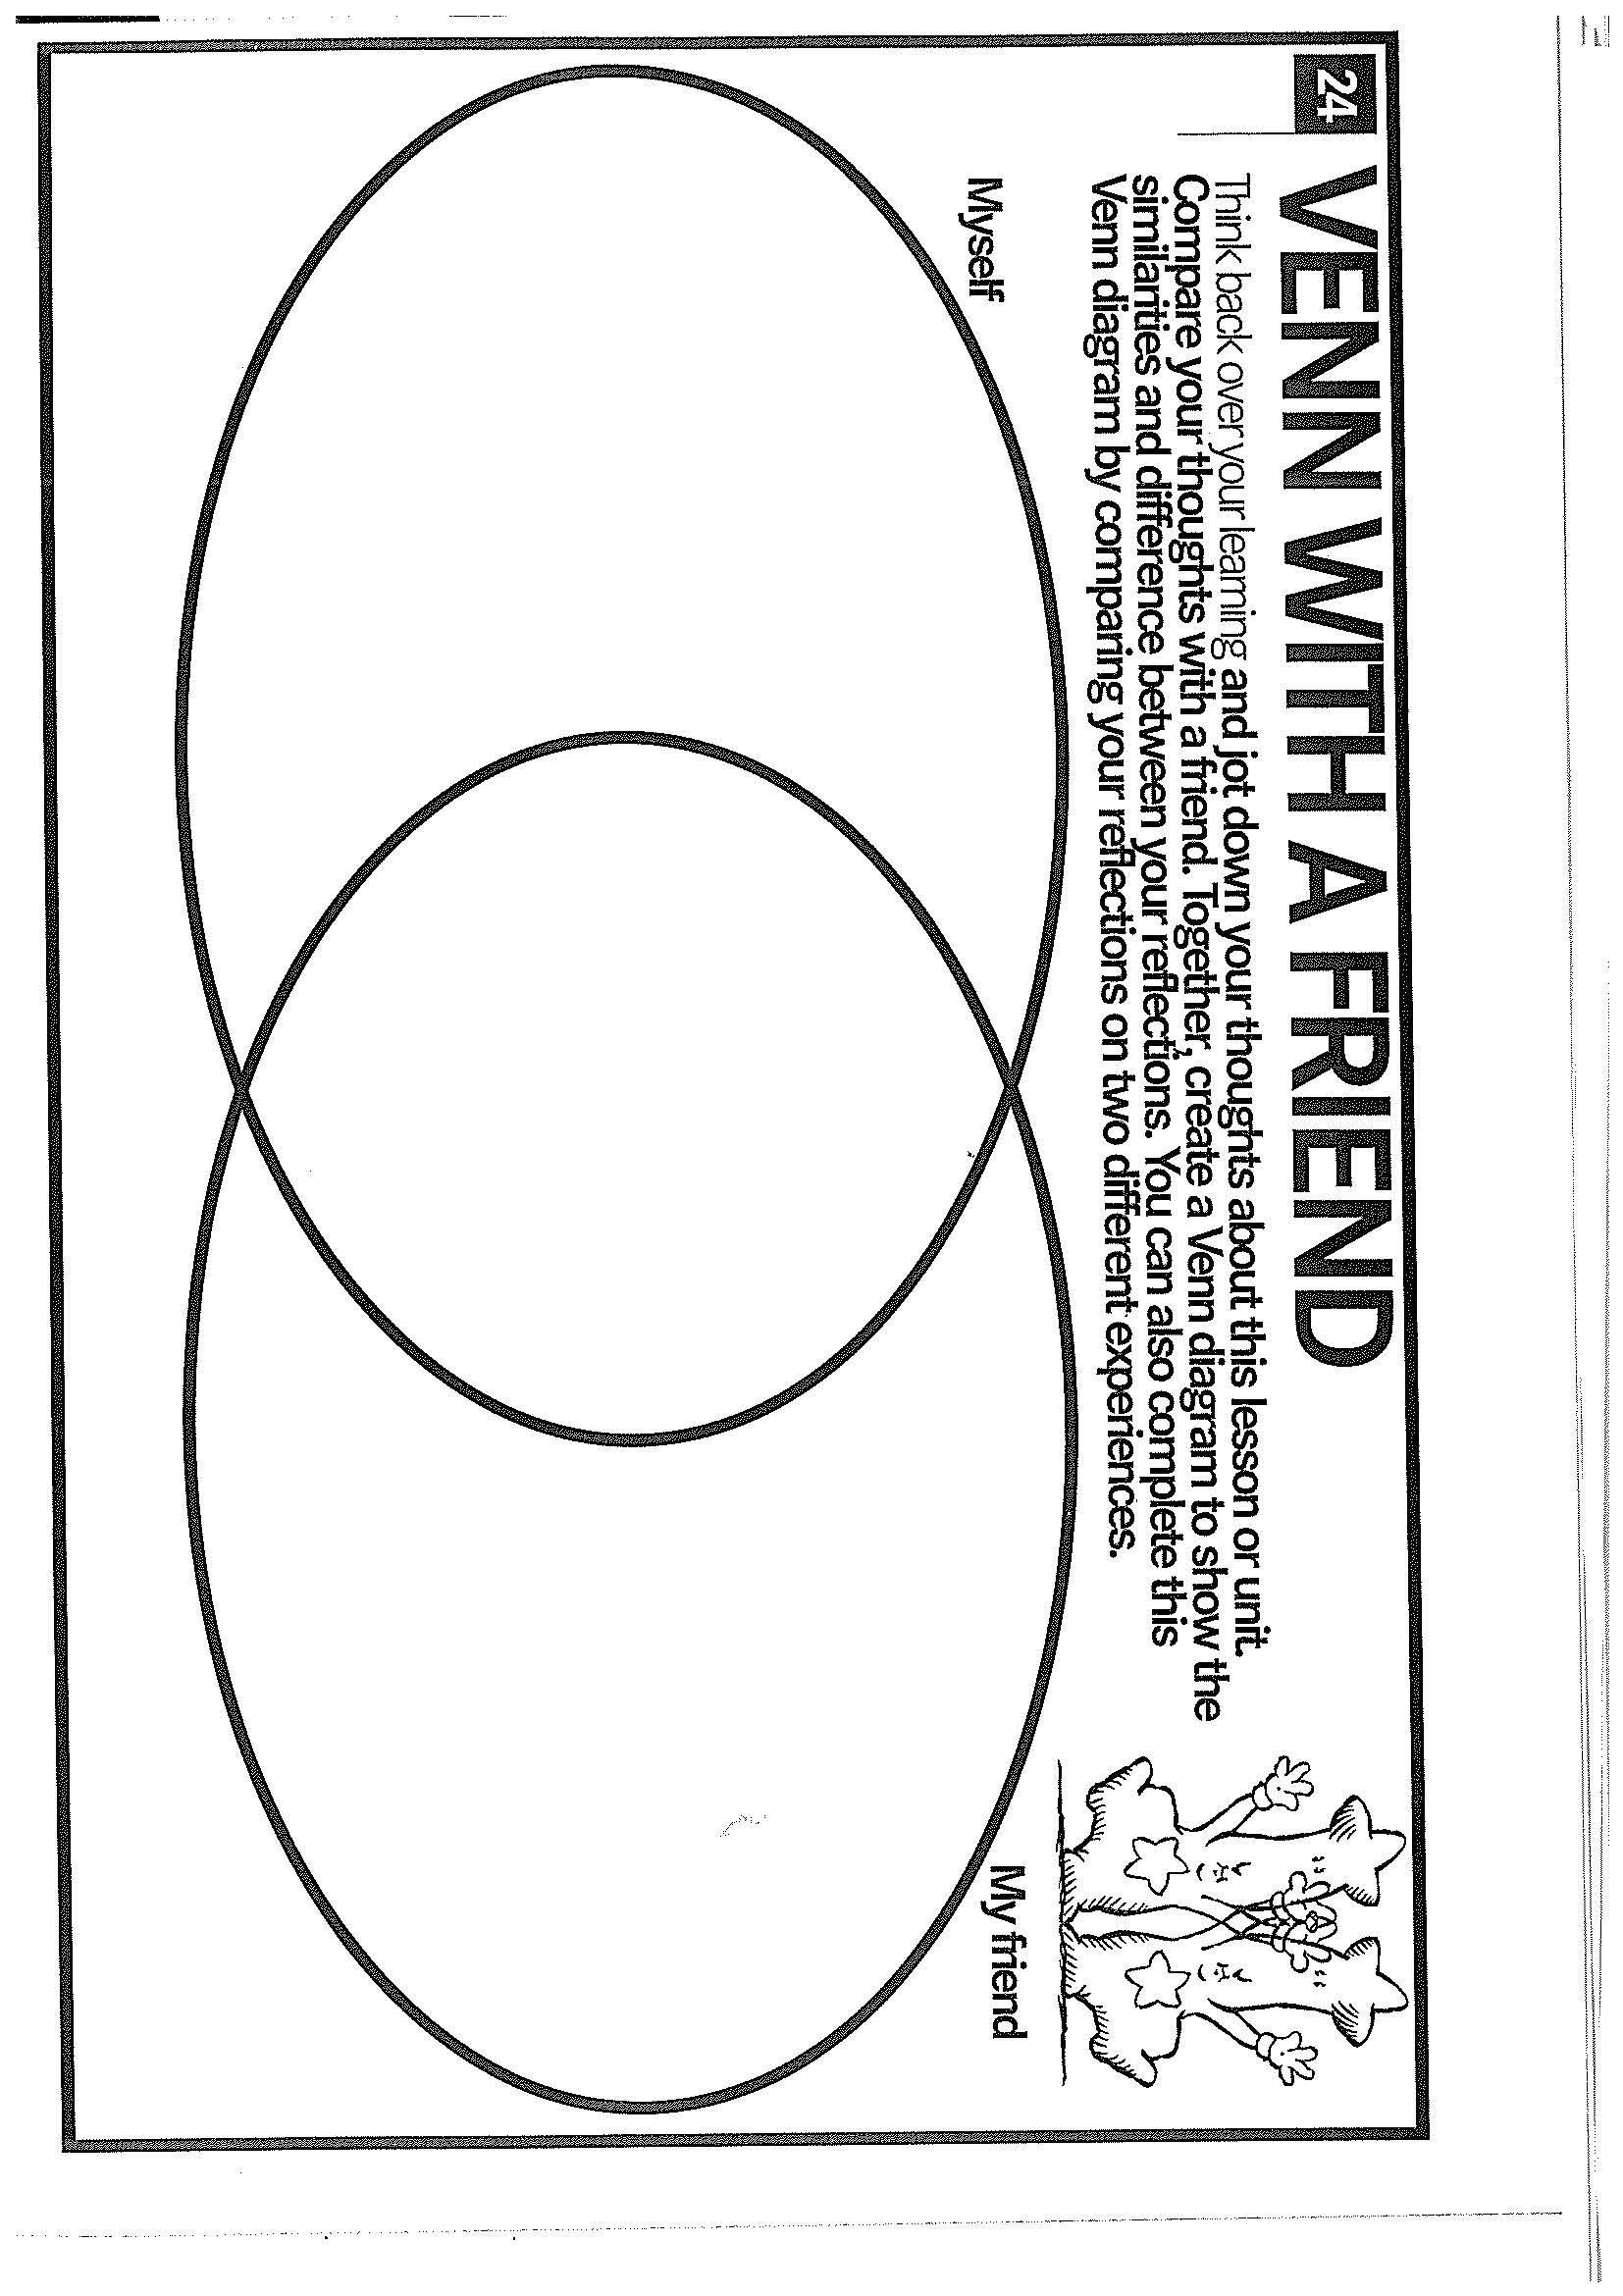 24
VENN WITH A FRIEND
Think back over your learning and jot down your thoughts about this lesson or unit.
Compare your thoughts with a friend. Together, create a Venn diagram to show the
similarities and difference between your reflections. You can also complete this
Venn diagram by comparing your reflections on two different experiences.
Myself
My friend